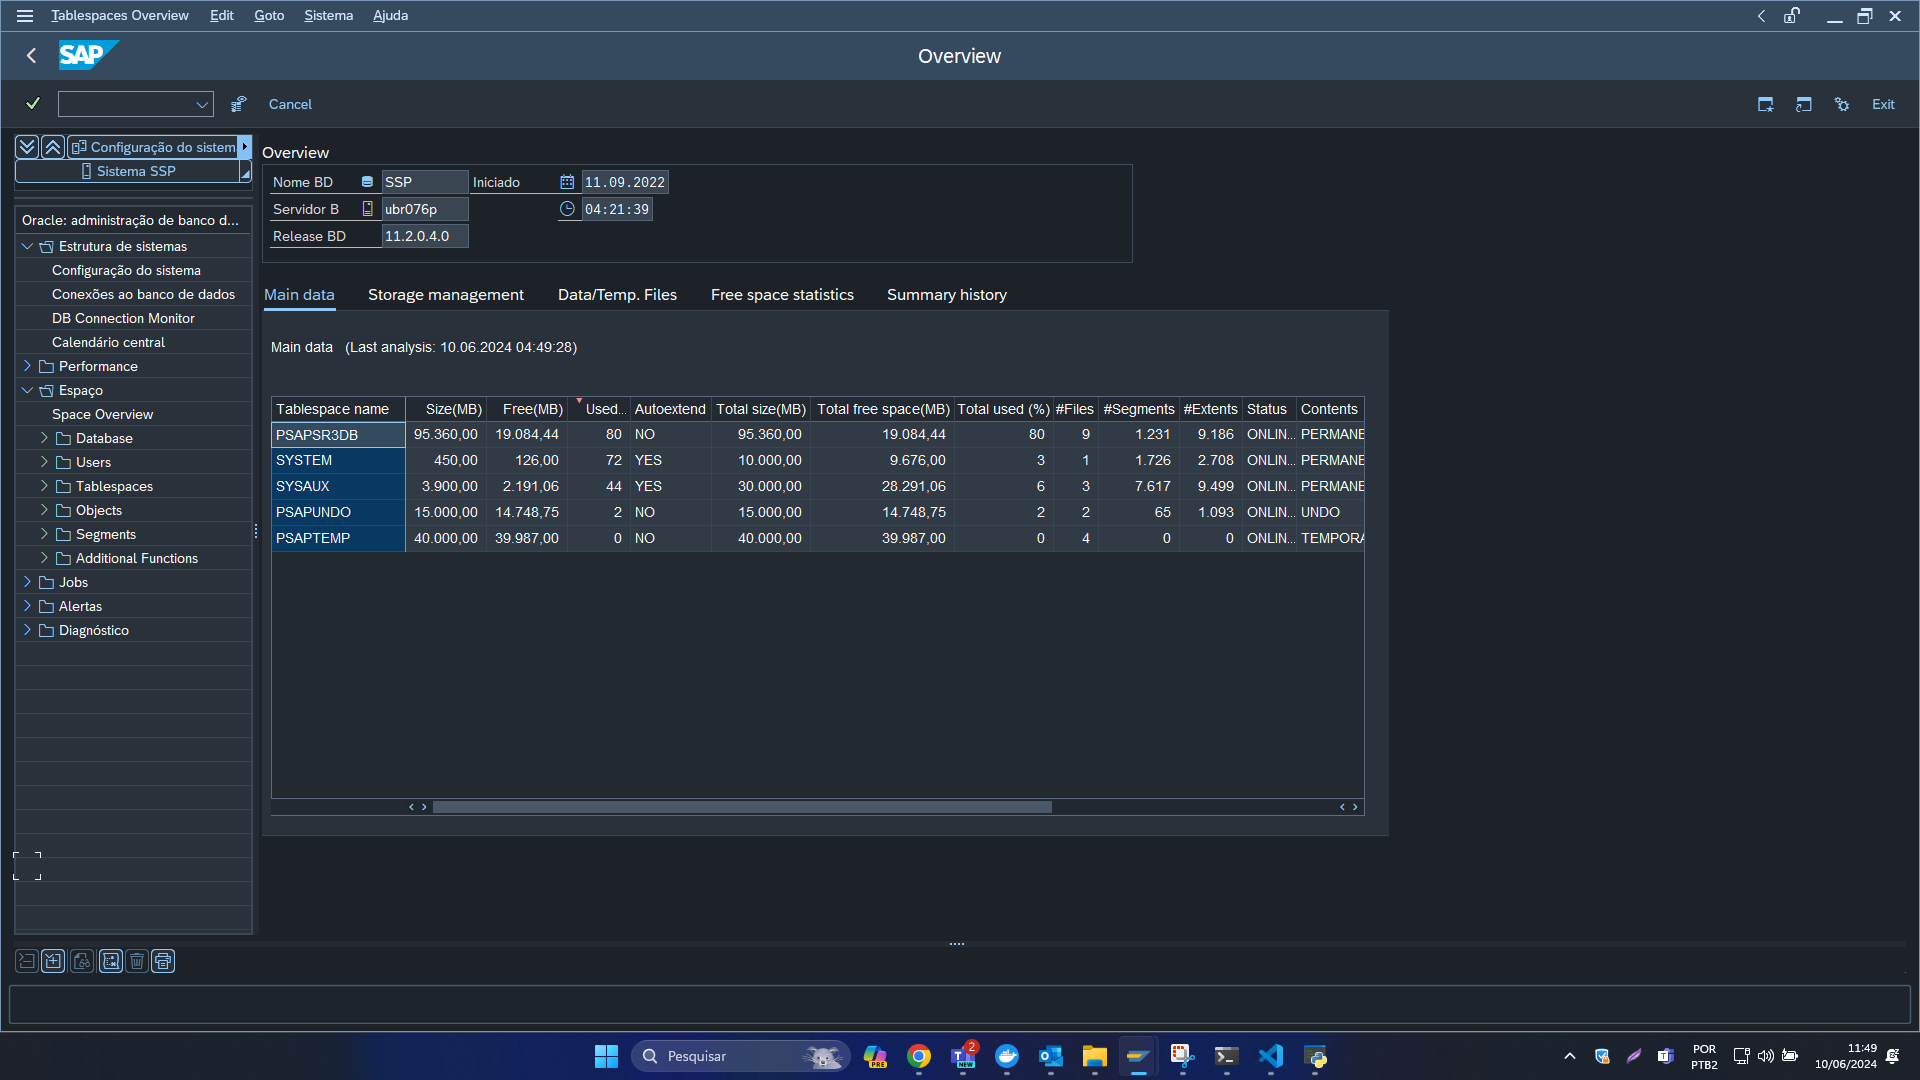 Tablespaces Overview Edit Goto Sistema Ajuda
SAP Overview
Cancel Exit
Configuração do sistem
Sistema SSP
Oracle: administração de banco d...
Estrutura de sistemas
Configuração do sistema
Conexões ao banco de dados
DB Connection Monitor
Calendário central
Performance
Espaço
Space Overview
Database
Users
Tablespaces
Objects
Segments
Additional Functions
Jobs
Alertas
Diagnóstico
Overview
Nome BD SSP Iniciado 11.09.2022
Servidor B ubr076p 04:21:39
Release BD 11.2.0.4.0
Main data Storage management Data/Temp. Files Free space statistics Summary history
Main data (Last analysis: 10.06.2024 04:49:28)
Tablespace name Size(MB) Free(MB) Used... Autoextend Total size(MB) Total free space(MB) Total used (%) #Files #Segments #Extents Status Contents
PSAPSR3DB 95.360,00 19.084,44 80 NO 95.360,00 19.084,44 80 9 1.231 9.186 ONLIN... PERMANE
SYSTEM 450,00 126,00 72 YES 10.000,00 9.676,00 3 1 1.726 2.708 ONLIN... PERMANE
SYSAUX 3.900,00 2.191,06 44 YES 30.000,00 28.291,06 6 3 7.617 9.499 ONLIN... PERMANE
PSAPUNDO 15.000,00 14.748,75 2 NO 15.000,00 14.748,75 2 2 65 1.093 ONLIN... UNDO
PSAPTEMP 40.000,00 39.987,00 0 NO 40.000,00 39.987,00 0 4 0 0 ONLIN... TEMPORA
Pesquisar PRE T NEW 2 T POR 11:49
PTB2 10/06/2024